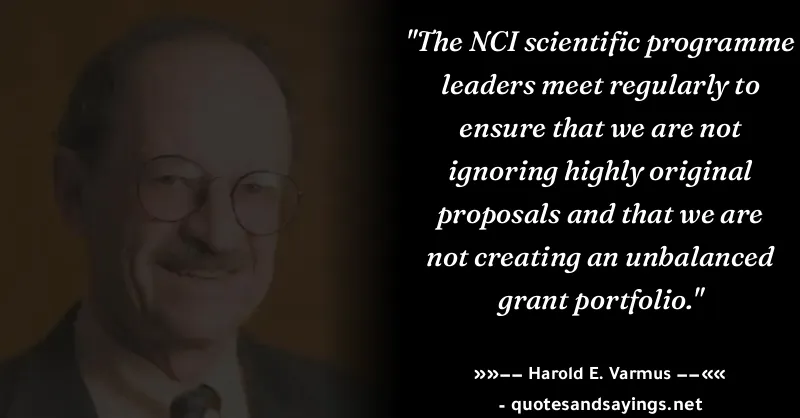 "The NCI scientific programme
leaders meet regularly to
ensure that we are not
ignoring highly original
proposals and that we are
not creating an unbalanced
grant portfolio."
»»−− Harold E. Varmus −−««
- quotesandsayings.net